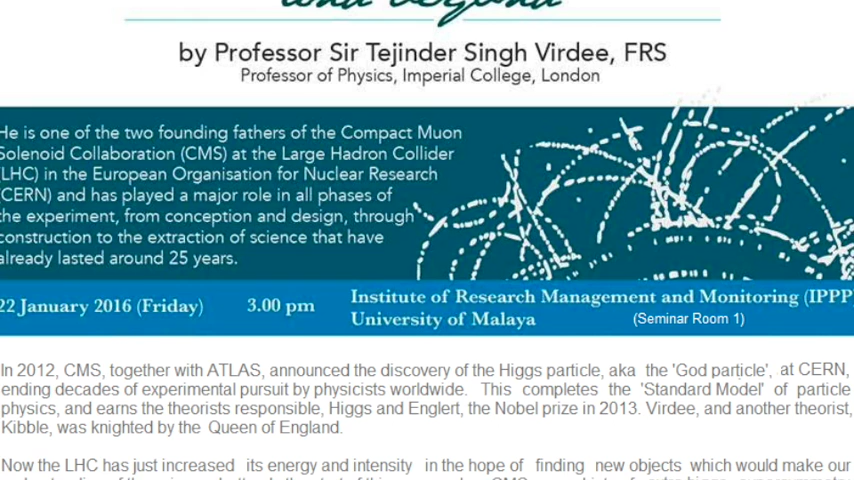 by Professor Sir Tejinder Singh Virdee, FRS
Professor of Physics, Imperial College, London
He is one of the two founding fathers of the Compact Muon
Solenoid Collaboration (CMS) at the Large Hadron Collider
(LHC) in the European Organisation for Nuclear Research
(CERN) and has played a major role in all phases of
the experiment, from conception and design, through
construction to the extraction of science that have
already lasted around 25 years.
22 January 2016 (Friday) 3.00 pm Institute of Research Management and Monitoring (IPPP)
University of Malaya (Seminar Room 1)
In 2012, CMS, together with ATLAS, announced the discovery of the Higgs particle, aka the 'God particle', at CERN,
ending decades of experimental pursuit by physicists worldwide. This completes the 'Standard Model' of particle
physics, and earns the theorists responsible, Higgs and Englert, the Nobel prize in 2013. Virdee, and another theorist,
Kibble, was knighted by the Queen of England.
Now the LHC has just increased its energy and intensity in the hope of finding new objects which would make our